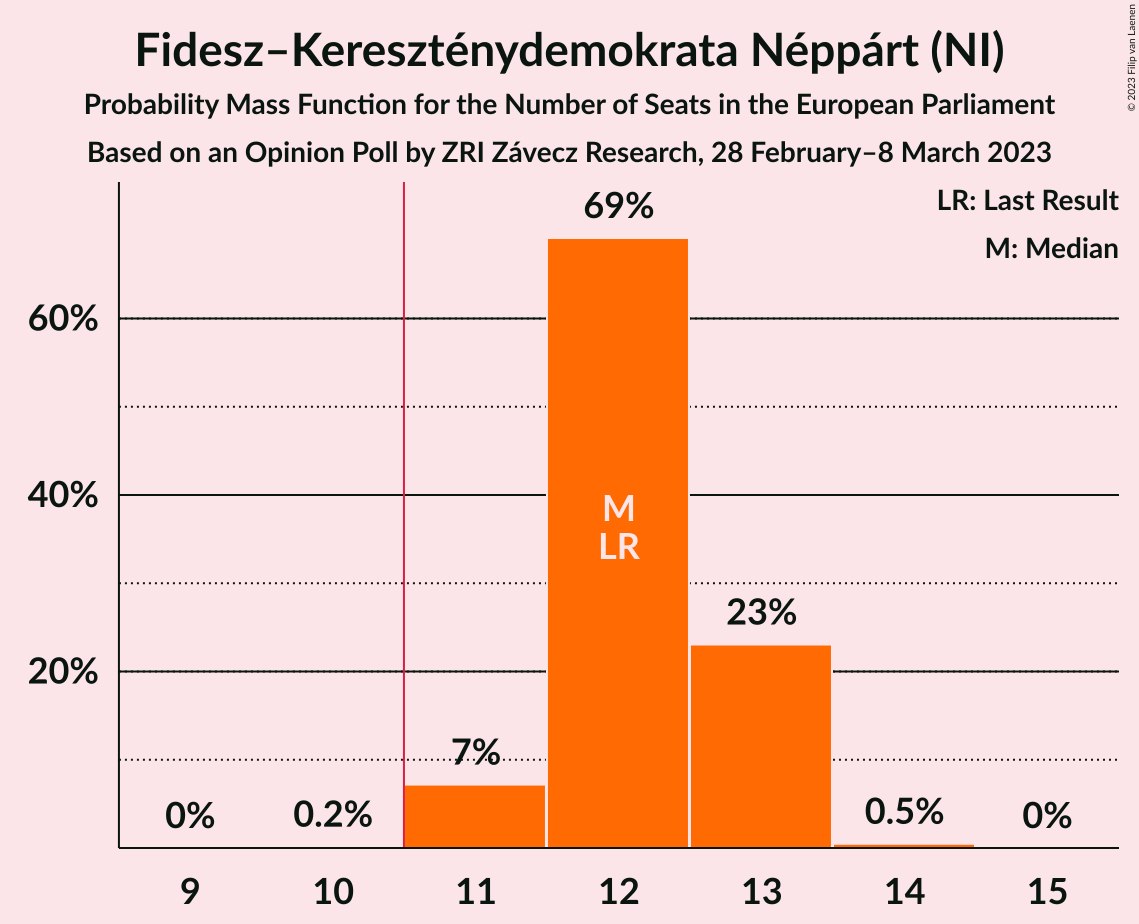 Fidesz–Kereszténydemokrata Néppárt (NI)
Probability Mass Function for the Number of Seats in the European Parliament
Based on an Opinion Poll by ZRI Závecz Research, 28 February–8 March 2023
© 2023 Filip van Laenen
LR: Last Result
M: Median
69%
60%
40%
M
LR
23%
20%
7%
0%
0.2%
0.5%
0%
9
10
11
12
13
14
15